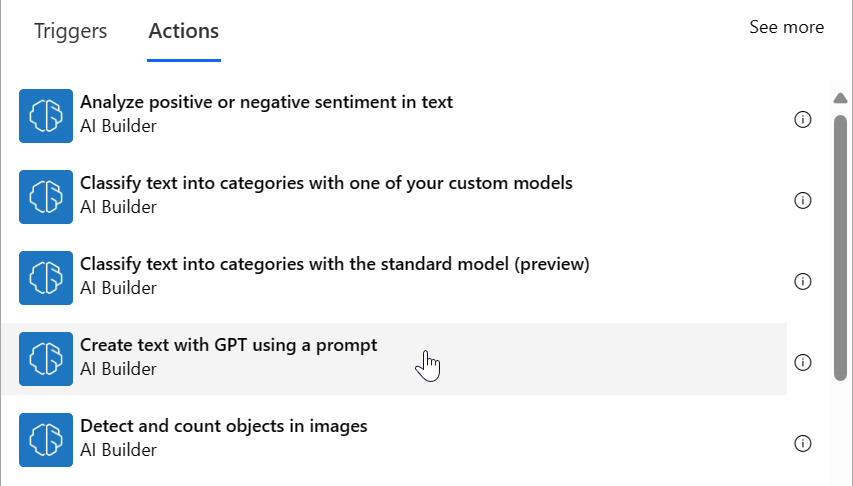 Triggers Actions See more
Analyze positive or negative sentiment in text
AI Builder
Classify text into categories with one of your custom models
AI Builder
Classify text into categories with the standard model (preview)
AI Builder
Create text with GPT using a prompt
AI Builder
Detect and count objects in images
AI Builder